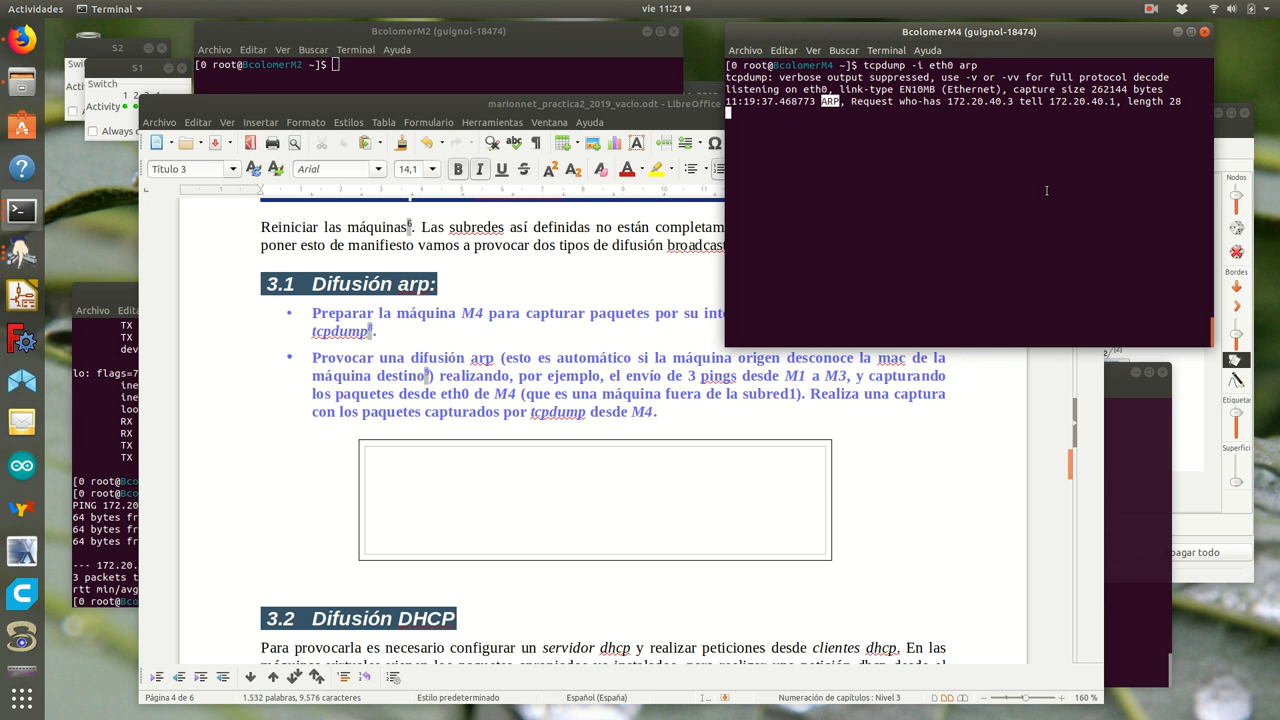 Actividades
Terminal
vie 11:21
S2
S1
Switch
1 2
Activity
Always
BcolomerM2 (guignol-18474)
Archivo Editar Ver Buscar Terminal Ayuda
[0 root@BcolomerM2 ~]$
BcolomerM4 (guignol-18474)
Archivo Editar Ver Buscar Terminal Ayuda
[0 root@BcolomerM4 ~]$ tcpdump -i eth0 arp
tcpdump: verbose output suppressed, use -v or -vv for full protocol decode
listening on eth0, link-type EN10MB (Ethernet), capture size 262144 bytes
11:19:37.468773 ARP, Request who-has 172.20.40.3 tell 172.20.40.1, length 28
marionnet_practica2_2019_vacio.odt - LibreOffice
Archivo Editar Ver Insertar Formato Estilos Tabla Formulario Herramientas Ventana Ayuda
Título 3
Arial
14,1
Reiniciar las máquinas6. Las subredes así definidas no están completam
poner esto de manifiesto vamos a provocar dos tipos de difusión broadcast
3.1 Difusión arp:
• Preparar la máquina M4 para capturar paquetes por su int
tcpdump8.
• Provocar una difusión arp (esto es automático si la máquina origen desconoce la mac de la
máquina destino) realizando, por ejemplo, el envío de 3 pings desde M1 a M3, y capturando
los paquetes desde eth0 de M4 (que es una máquina fuera de la subred1). Realiza una captura
con los paquetes capturados por tcpdump desde M4.
3.2 Difusión DHCP
Para provocarla es necesario configurar un servidor dhcp y realizar peticiones desde clientes dhcp. En las
Página 4 de 6
1.532 palabras, 9.576 caracteres
Estilo predeterminado
Español (España)
Numeración de capítulos : Nivel 3
160 %
Archivo Edita
TX
TX
dev
lo: flags=7
ine
ine
loo
RX
RX
TX
TX
[0 root@Bco
[0 root@Bco
PING 172.20
64 bytes fr
64 bytes fr
64 bytes fr
--- 172.20.
3 packets t
rtt min/avg
[0 root@Bco
Nodos
Bordes
Etiquetas
Superfici
pagar todo